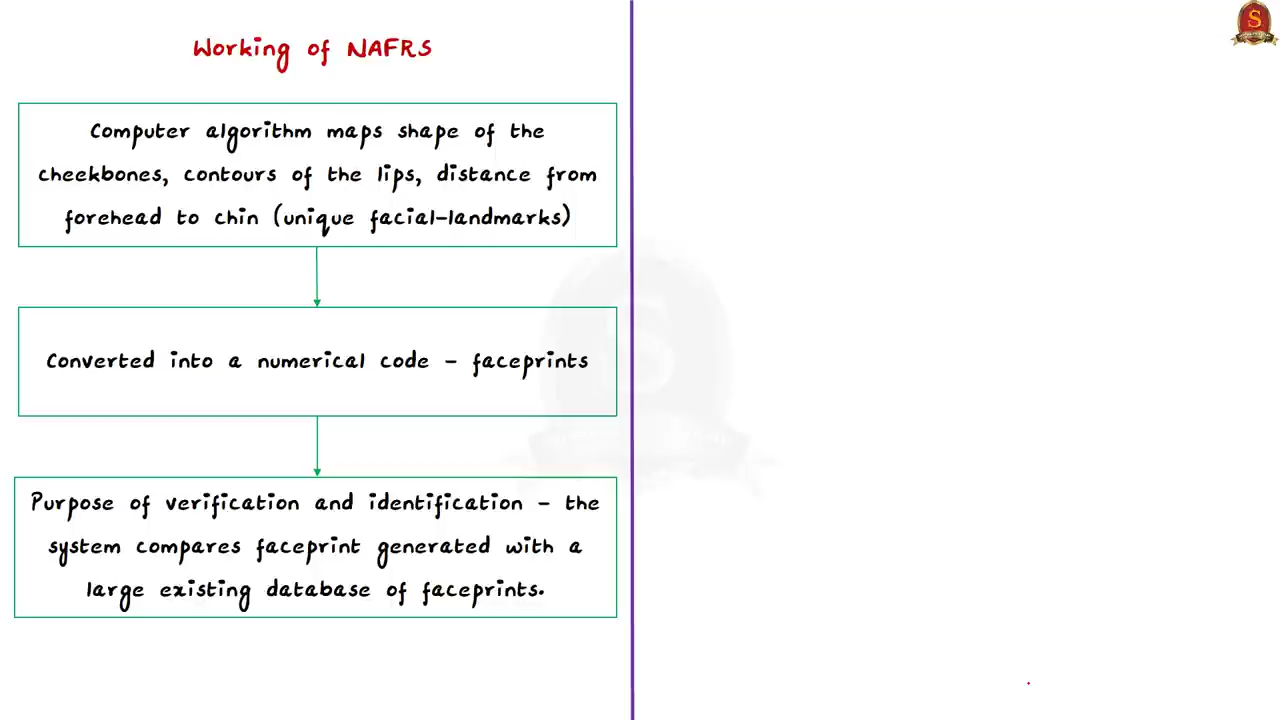 Working of NAFRS
Computer algorithm maps shape of the
cheekbones, contours of the lips, distance from
forehead to chin (unique facial-landmarks)
Converted into a numerical code - faceprints
Purpose of verification and identification - the
system compares faceprint generated with a
large existing database of faceprints.